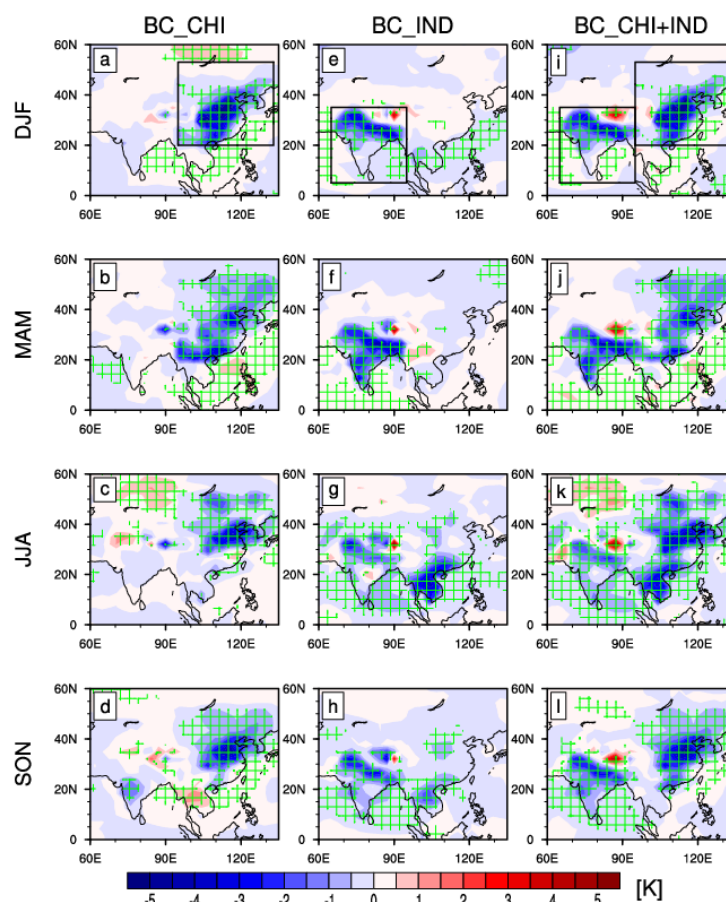 BC_CHI BC_IND BC_CHI+IND
DJF
60N 60N 60N
a e i
40N 40N 40N
20N 20N 20N
0 0 0
60E 90E 120E 60E 90E 120E 60E 90E 120E
MAM
60N 60N 60N
b f j
40N 40N 40N
20N 20N 20N
0 0 0
60E 90E 120E 60E 90E 120E 60E 90E 120E
JJA
60N 60N 60N
c g k
40N 40N 40N
20N 20N 20N
0 0 0
60E 90E 120E 60E 90E 120E 60E 90E 120E
SON
60N 60N 60N
d h l
40N 40N 40N
20N 20N 20N
0 0 0
60E 90E 120E 60E 90E 120E 60E 90E 120E
-5 -4 -3 -2 -1 0 1 2 3 4 5 [K]